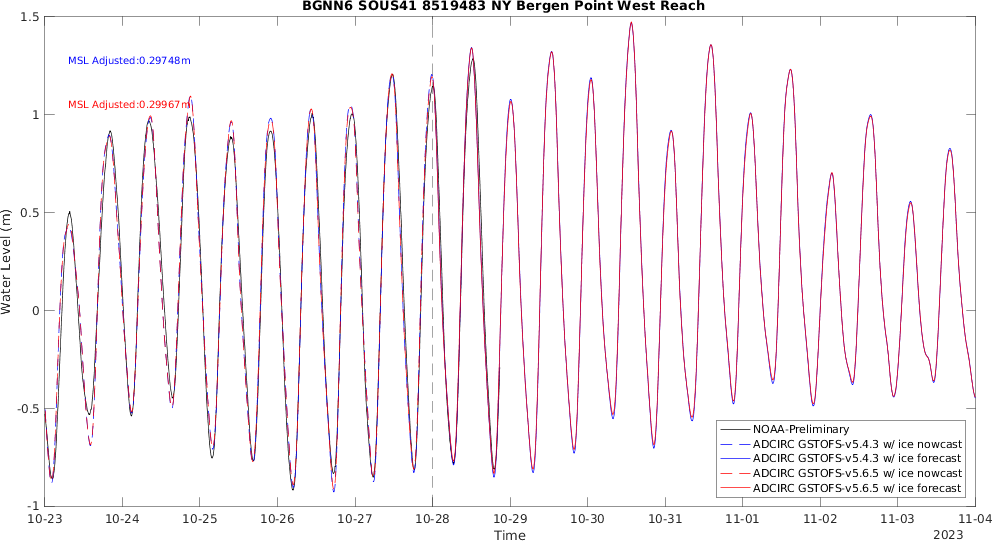 BGNN6 SOUS41 8519483 NY Bergen Point West Reach
MSL Adjusted:0.29748m
MSL Adjusted:0.29967m
Water Level (m)
1.5
1
0.5
0
-0.5
-1
NOAA-Preliminary
ADCIRC GSTOFS-v5.4.3 w/ ice nowcast
ADCIRC GSTOFS-v5.4.3 w/ ice forecast
ADCIRC GSTOFS-v5.6.5 w/ ice nowcast
ADCIRC GSTOFS-v5.6.5 w/ ice forecast
10-23 10-24 10-25 10-26 10-27 10-28 10-29 10-30 10-31 11-01 11-02 11-03 11-04
Time
2023